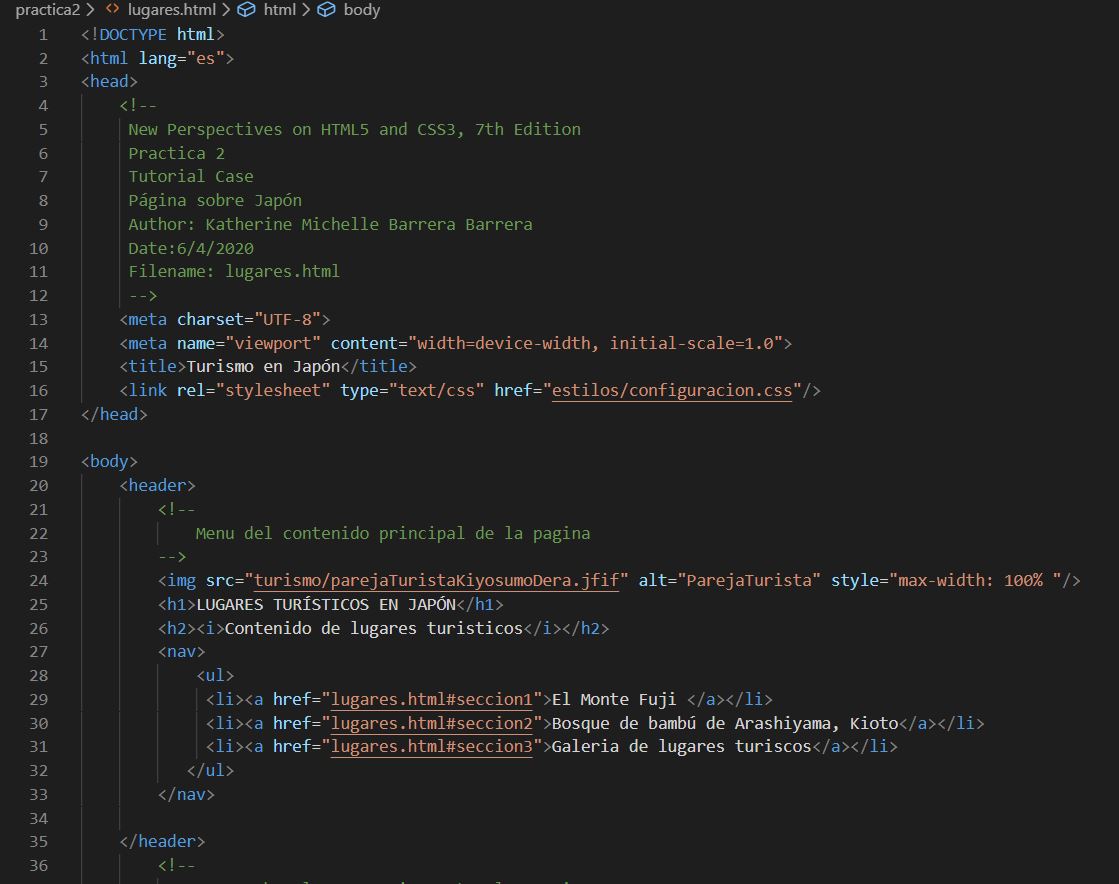 practica2 > <> lugares.html > html > body
1 <!DOCTYPE html>
2 <html lang="es">
3 <head>
4 <!--
5 New Perspectives on HTML5 and CSS3, 7th Edition
6 Practica 2
7 Tutorial Case
8 Página sobre Japón
9 Author: Katherine Michelle Barrera Barrera
10 Date:6/4/2020
11 Filename: lugares.html
12 -->
13 <meta charset="UTF-8">
14 <meta name="viewport" content="width=device-width, initial-scale=1.0">
15 <title>Turismo en Japón</title>
16 <link rel="stylesheet" type="text/css" href="estilos/configuracion.css"/>
17 </head>
18
19 <body>
20 <header>
21 <!--
22 Menu del contenido principal de la pagina
23 -->
24 <img src="turismo/parejaTuristaKiyosumoDera.jfif" alt="ParejaTurista" style="max-width: 100% "/>
25 <h1>LUGARES TURÍSTICOS EN JAPÓN</h1>
26 <h2><i>Contenido de lugares turisticos</i></h2>
27 <nav>
28 <ul>
29 <li><a href="lugares.html#seccion1">El Monte Fuji </a></li>
30 <li><a href="lugares.html#seccion2">Bosque de bambú de Arashiyama, Kioto</a></li>
31 <li><a href="lugares.html#seccion3">Galeria de lugares turiscos</a></li>
32 </ul>
33 </nav>
34
35 </header>
36 <!--